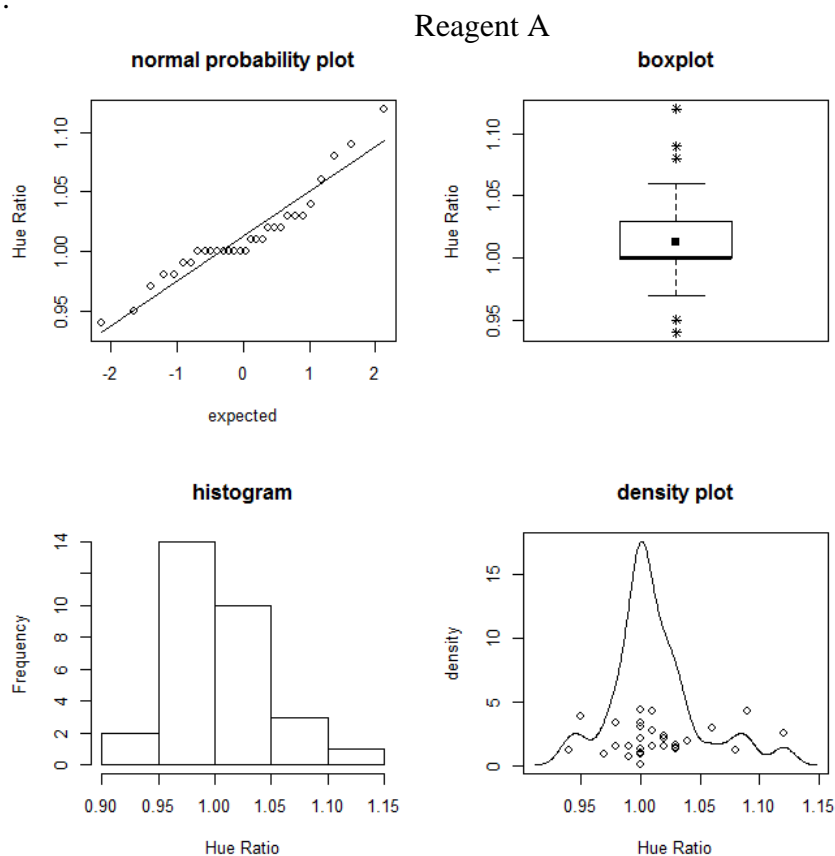 .
Reagent A
normal probability plot
Hue Ratio
0.95 1.00 1.05 1.10
-2 -1 0 1 2
expected
boxplot
Hue Ratio
0.95 1.00 1.05 1.10
histogram
Frequency
0 2 4 6 8 10 14
0.90 0.95 1.00 1.05 1.10 1.15
Hue Ratio
density plot
density
0 5 10 15
0.95 1.00 1.05 1.10 1.15
Hue Ratio